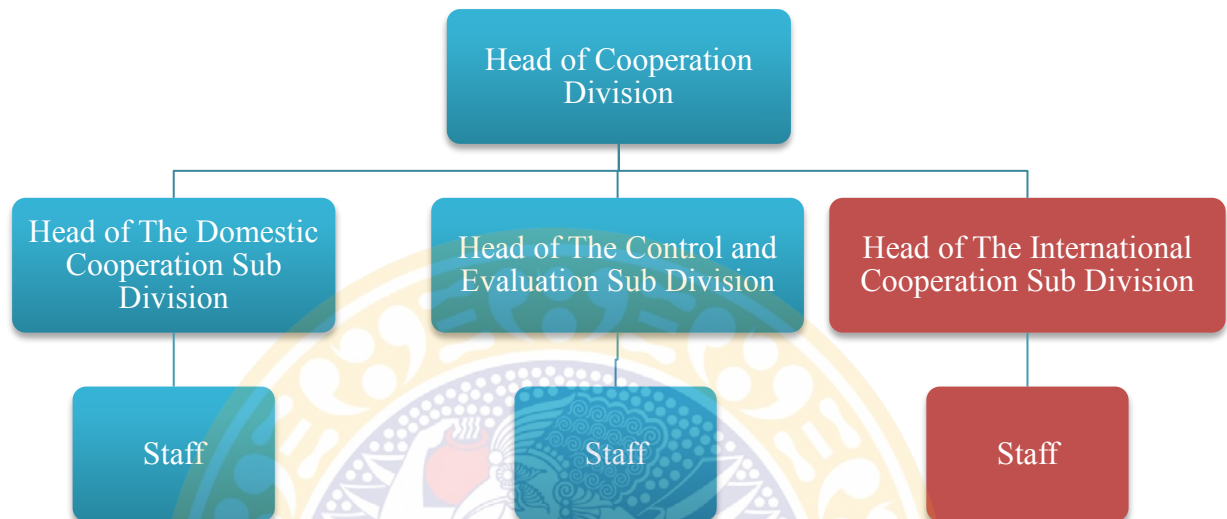 Head of Cooperation
Division
Head of The Domestic
Cooperation Sub
Division
Head of The Control and
Evaluation Sub Division
Head of The International
Cooperation Sub Division
Staff
Staff
Staff